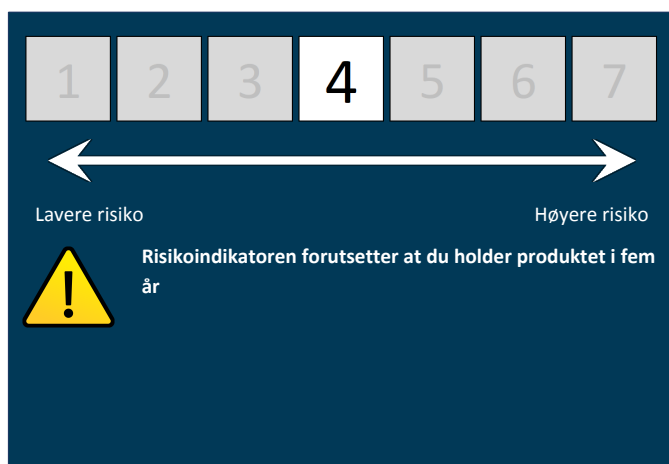 1 2 3 4 5 6 7
Lavere risiko Høyere risiko
Risikoindikatoren forutsetter at du holder produktet i fem
år